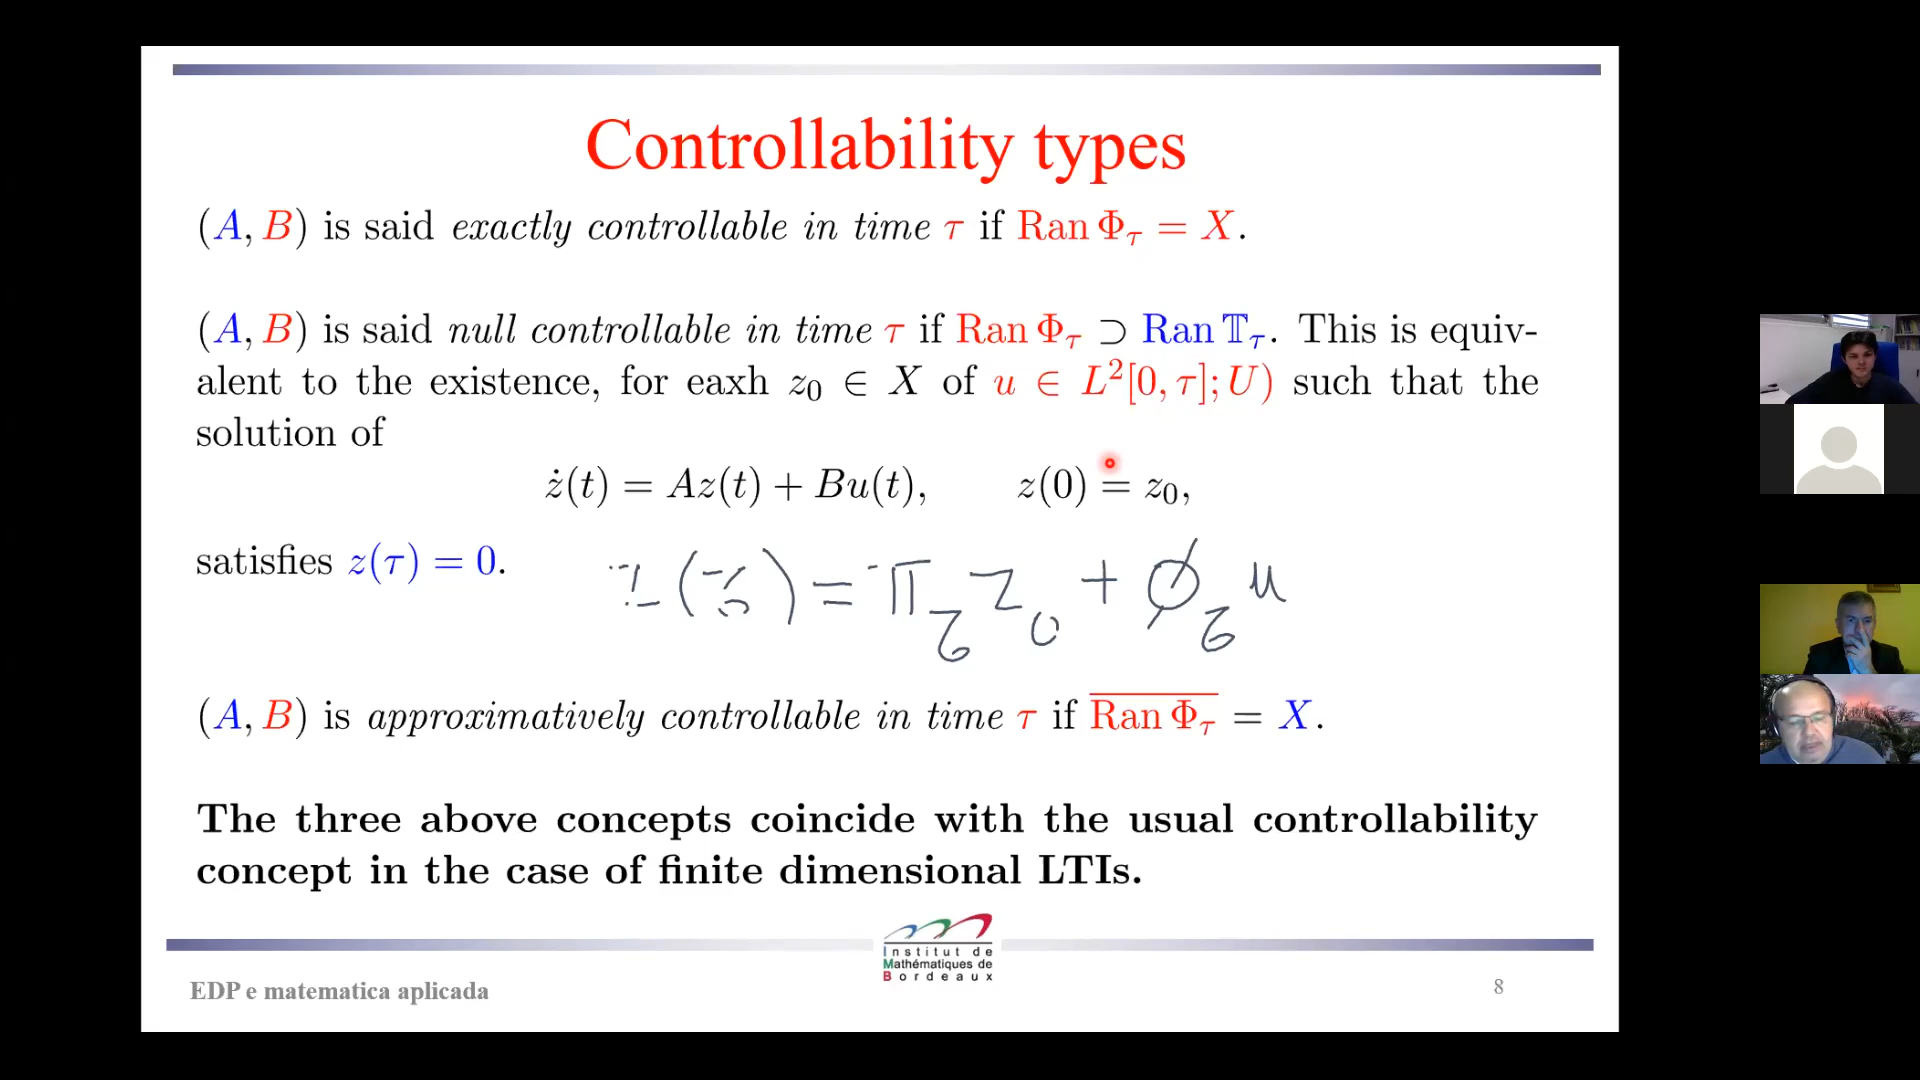 Controllability types
(A, B) is said exactly controllable in time τ if Ran Φ_τ = X.
(A, B) is said null controllable in time τ if Ran Φ_τ ⊃ Ran 𝕋_τ. This is equiv-
alent to the existence, for eaxh z₀ ∈ X of u ∈ L²[0, τ]; U) such that the
solution of
ż(t) = Az(t) + Bu(t), z(0) = z₀,
satisfies z(τ) = 0.
z(τ) = 𝕋_τ z₀ + Φ_τ u
(A, B) is approximatively controllable in time τ if \overline{Ran Φ_τ} = X.
The three above concepts coincide with the usual controllability
concept in the case of finite dimensional LTIs.
Institut de
Mathématiques de
Bordeaux
EDP e matematica aplicada
8